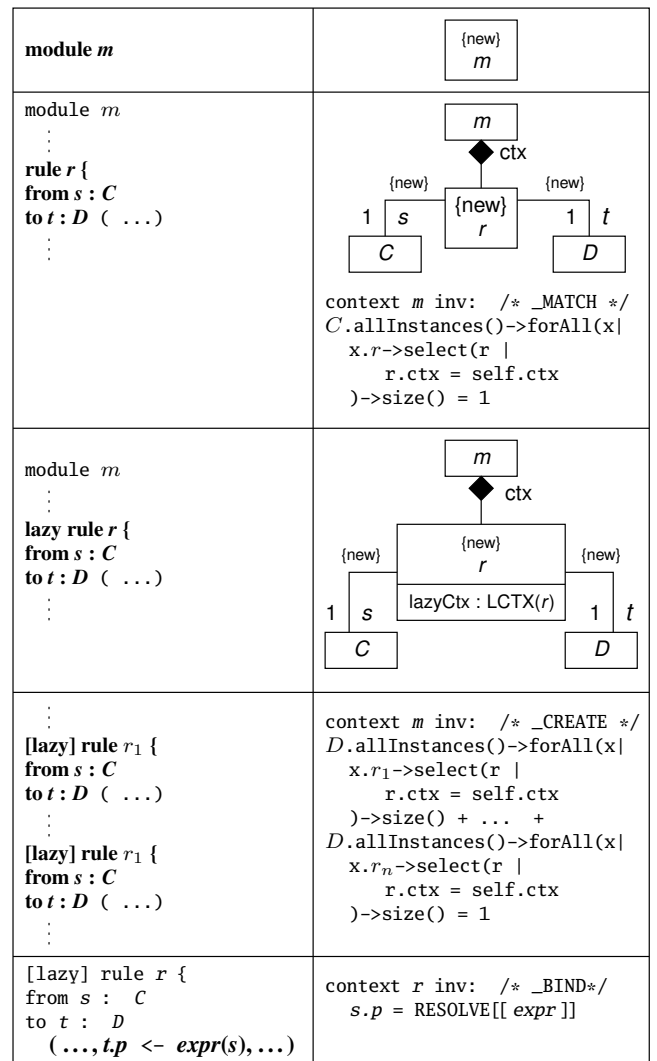 module m
{new}
m
module m
⋮
rule r {
from s : C
to t : D ( ...)
⋮
m
ctx
{new}
{new}
{new}
r
1 s
1 t
C
D
context m inv: /* _MATCH */
C.allInstances()->forAll(x|
x.r->select(r |
r.ctx = self.ctx
)->size() = 1
module m
⋮
lazy rule r {
from s : C
to t : D ( ...)
⋮
m
ctx
{new}
{new}
{new}
r
lazyCtx : LCTX(r)
1 s
1 t
C
D
⋮
[lazy] rule r₁ {
from s : C
to t : D ( ...)
⋮
[lazy] rule r₁ {
from s : C
to t : D ( ...)
⋮
context m inv: /* _CREATE */
D.allInstances()->forAll(x|
x.r₁->select(r |
r.ctx = self.ctx
)->size() + ... +
D.allInstances()->forAll(x|
x.rₙ->select(r |
r.ctx = self.ctx
)->size() = 1
[lazy] rule r {
from s : C
to t : D
( ..., t.p <- expr(s), ...)
context r inv: /* _BIND*/
s.p = RESOLVE[[ expr ]]